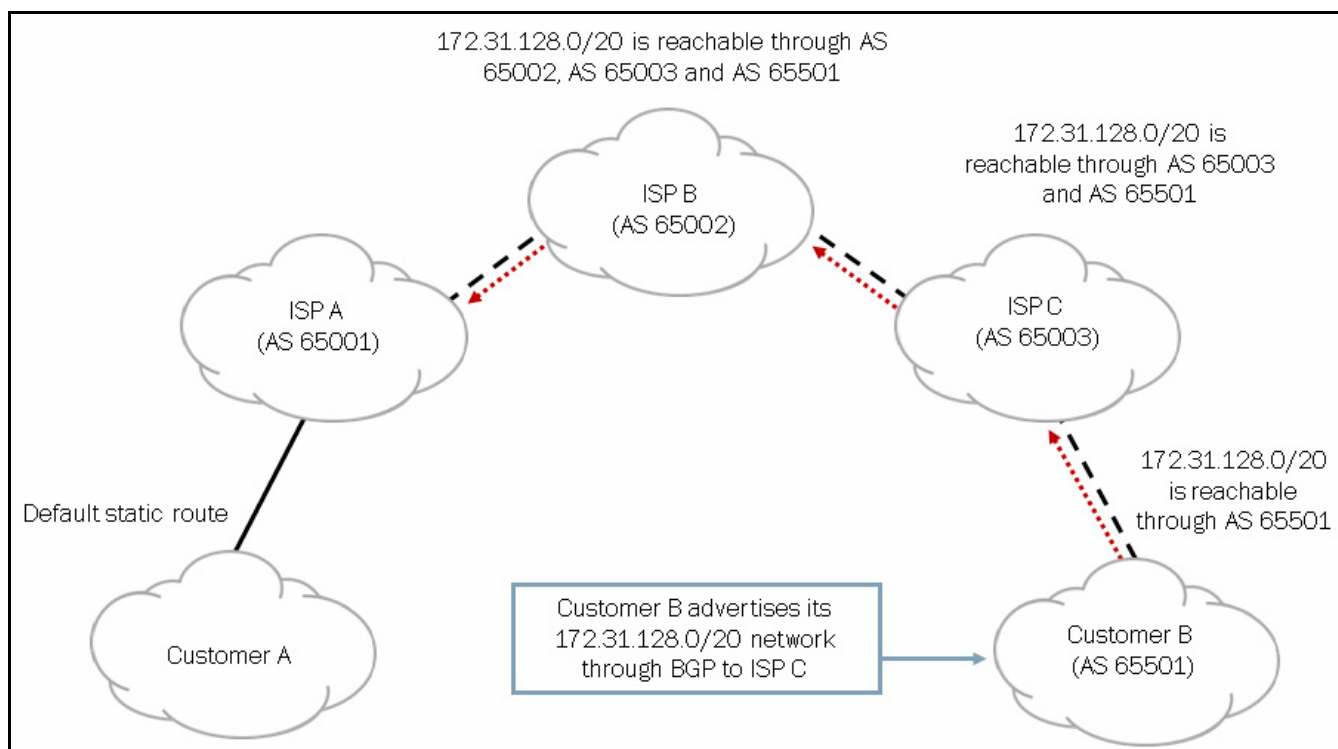 172.31.128.0/20 is reachable through AS
65002, AS 65003 and AS 65501
172.31.128.0/20 is
reachable through AS 65003
and AS 65501
ISP B
(AS 65002)
ISP A
(AS 65001)
ISP C
(AS 65003)
172.31.128.0/20
is reachable
through AS 65501
Default static route
Customer A
Customer B advertises its
172.31.128.0/20 network
through BGP to ISP C
Customer B
(AS 65501)